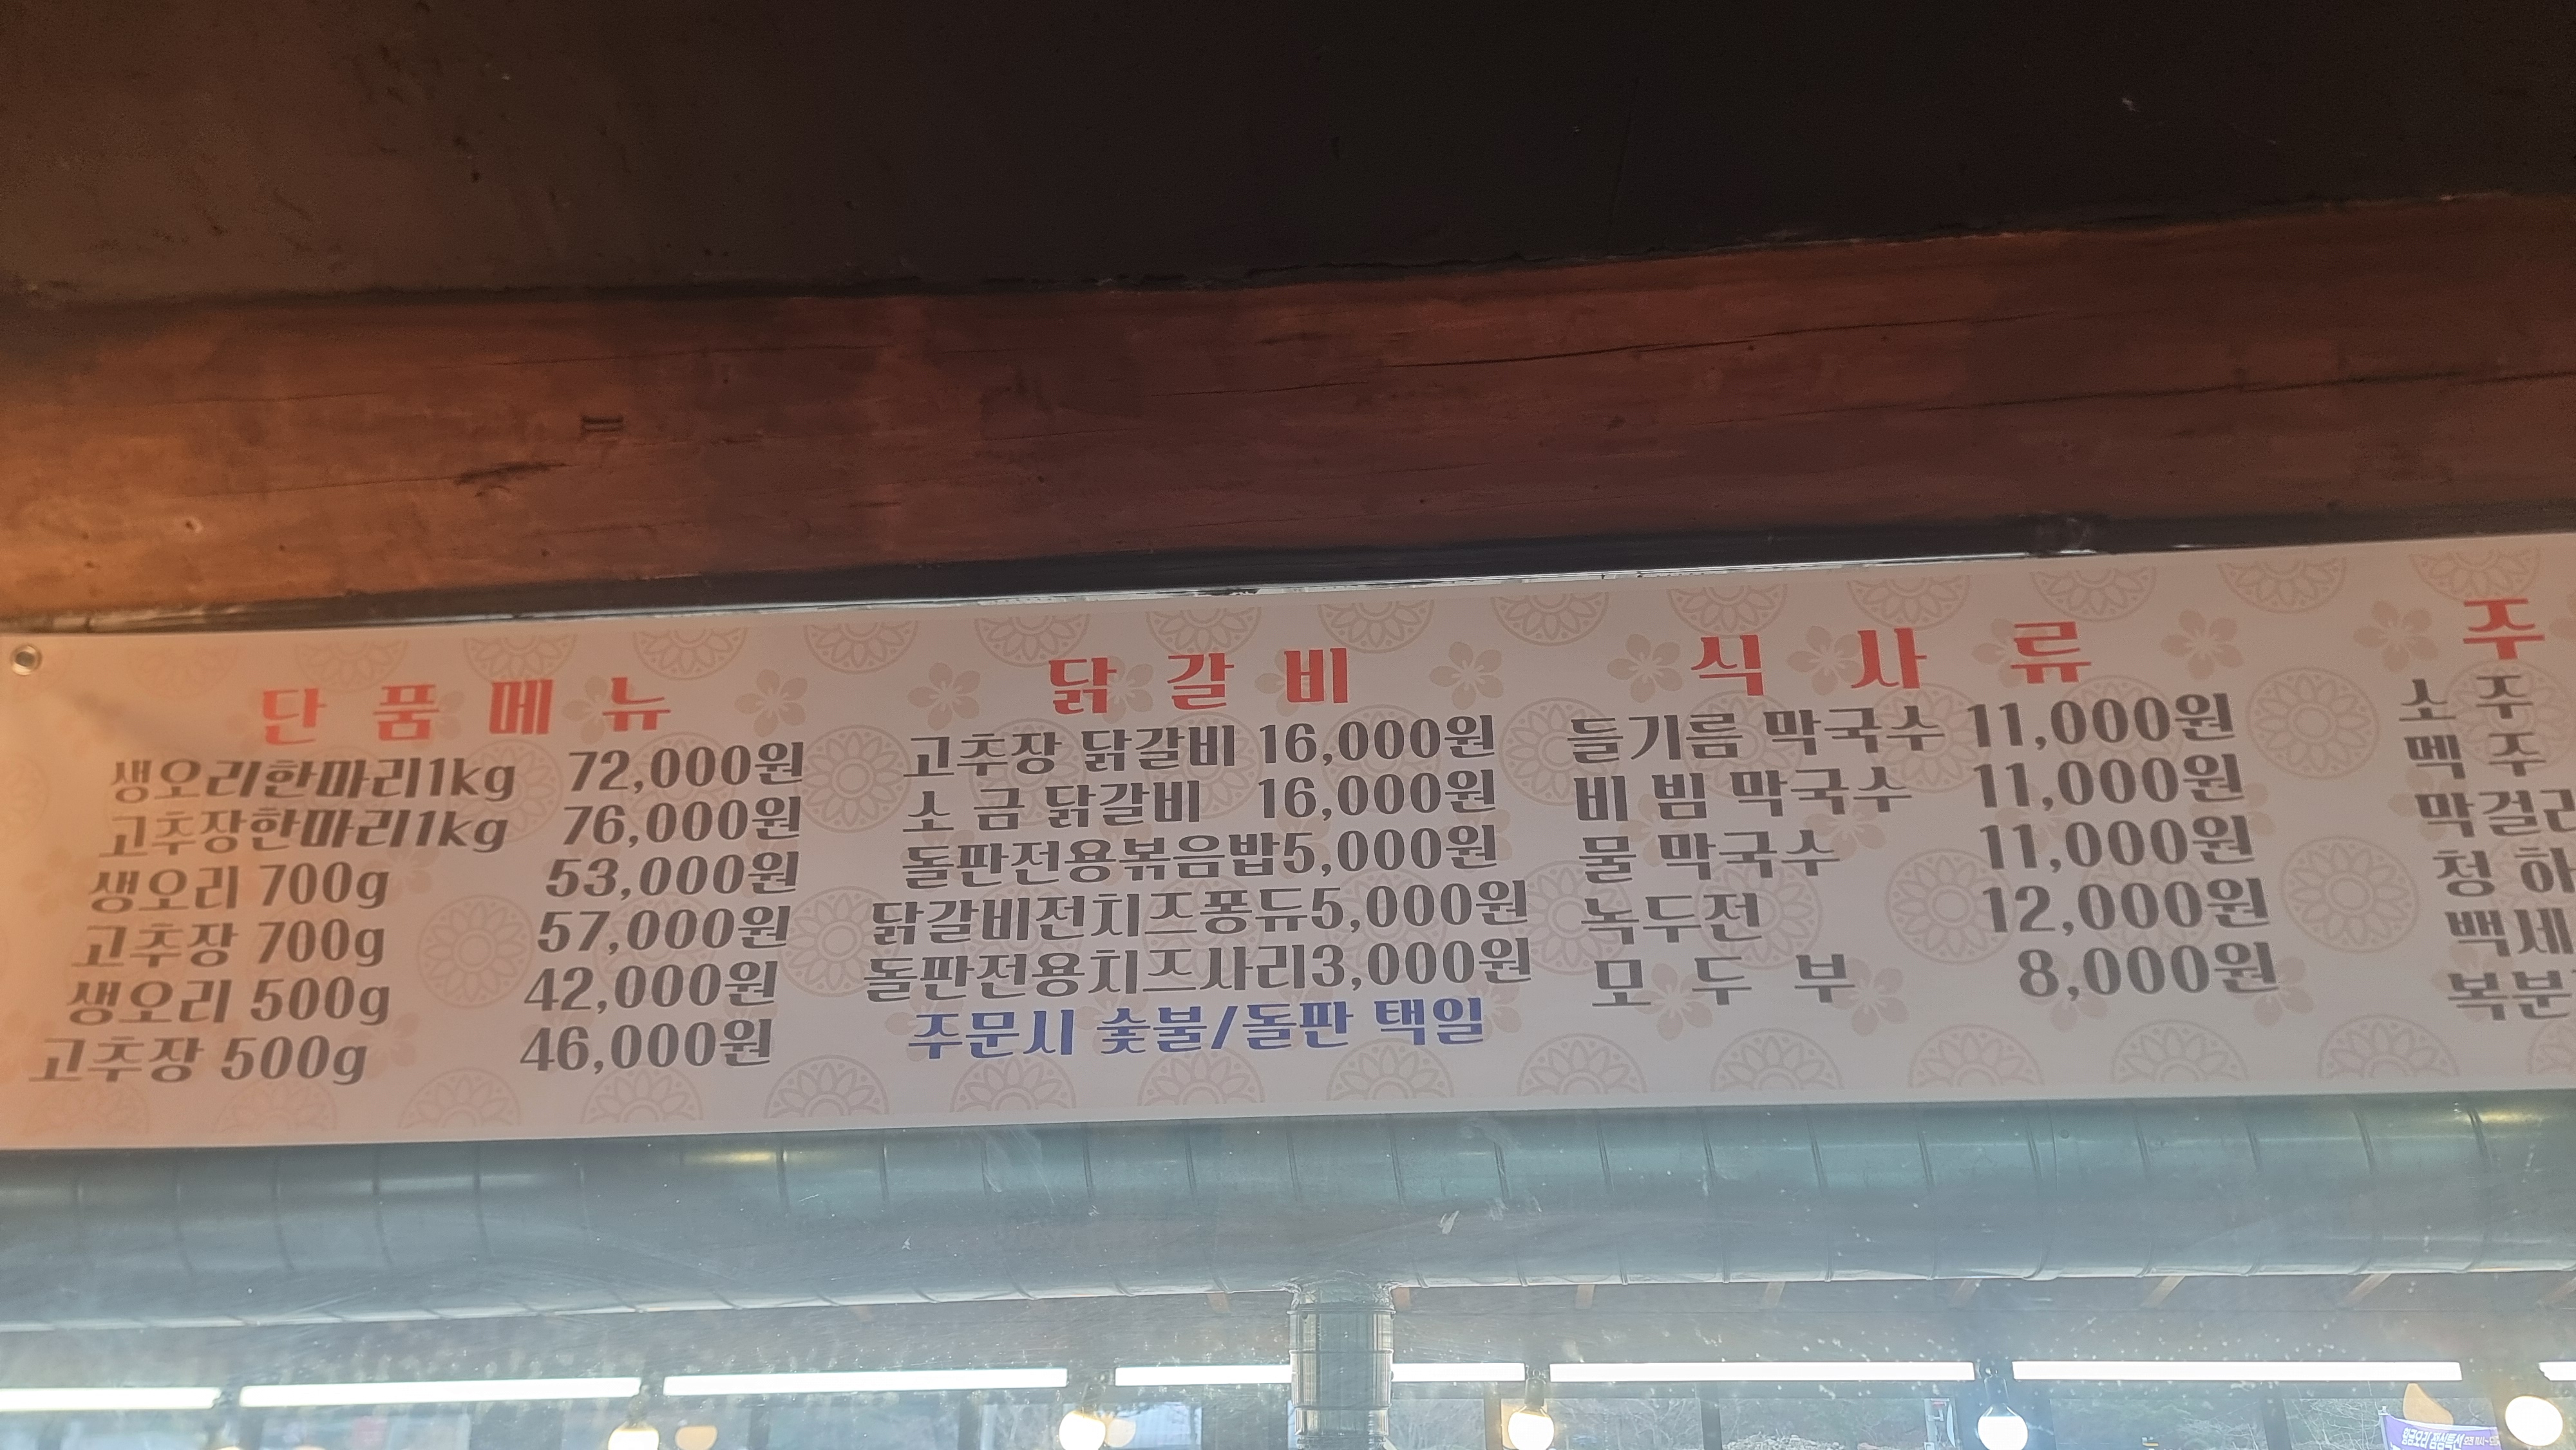 단 품 메 뉴
생오리한마리1kg 72,000원
고추장한마리1kg 76,000원
생오리 700g 53,000원
고추장 700g 57,000원
생오리 500g 42,000원
고추장 500g 46,000원
닭 갈 비
고추장 닭갈비 16,000원
소 금 닭갈비 16,000원
돌판전용볶음밥5,000원
닭갈비전치즈퐁듀5,000원
돌판전용치즈사리3,000원
주문시 숯불/돌판 택일
식 사 류
들기름 막국수 11,000원
비 빔 막국수 11,000원
물 막국수 11,000원
녹두전 12,000원
모 두 부 8,000원
주
소 주
맥 주
막걸리
청 하
백세
복분